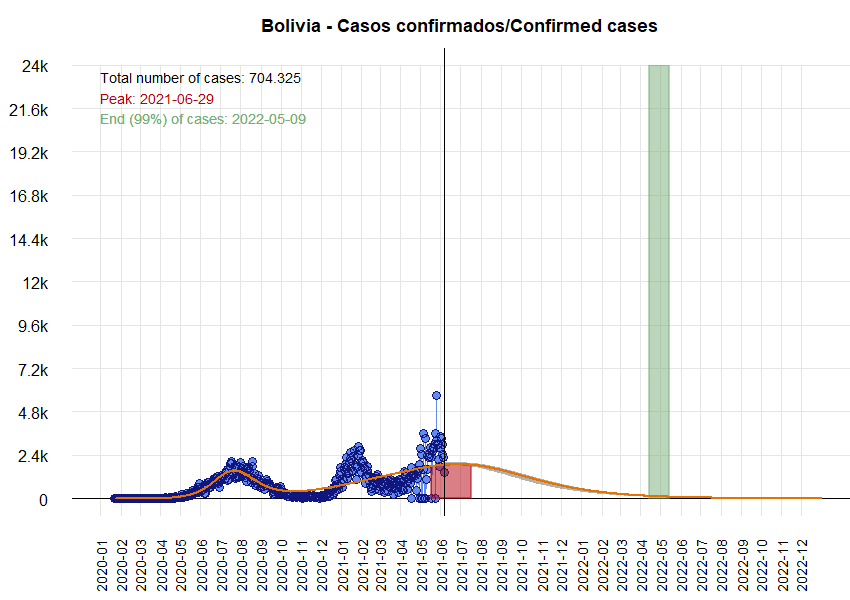 Bolivia - Casos confirmados/Confirmed cases
24k
Total number of cases: 704.325
Peak: 2021-06-29
21.6k
End (99%) of cases: 2022-05-09
19.2k
16.8k
14.4k
12k
9.6k
7.2k
4.8k
2.4k
0
2020-01
2020-02
2020-03
2020-04
2020-05
2020-06
2020-07
2020-08
2020-09
2020-10
2020-11
2020-12
2021-01
2021-02
2021-03
2021-04
2021-05
2021-06
2021-07
2021-08
2021-09
2021-10
2021-11
2021-12
2022-01
2022-02
2022-03
2022-04
2022-05
2022-06
2022-07
2022-08
2022-09
2022-10
2022-11
2022-12